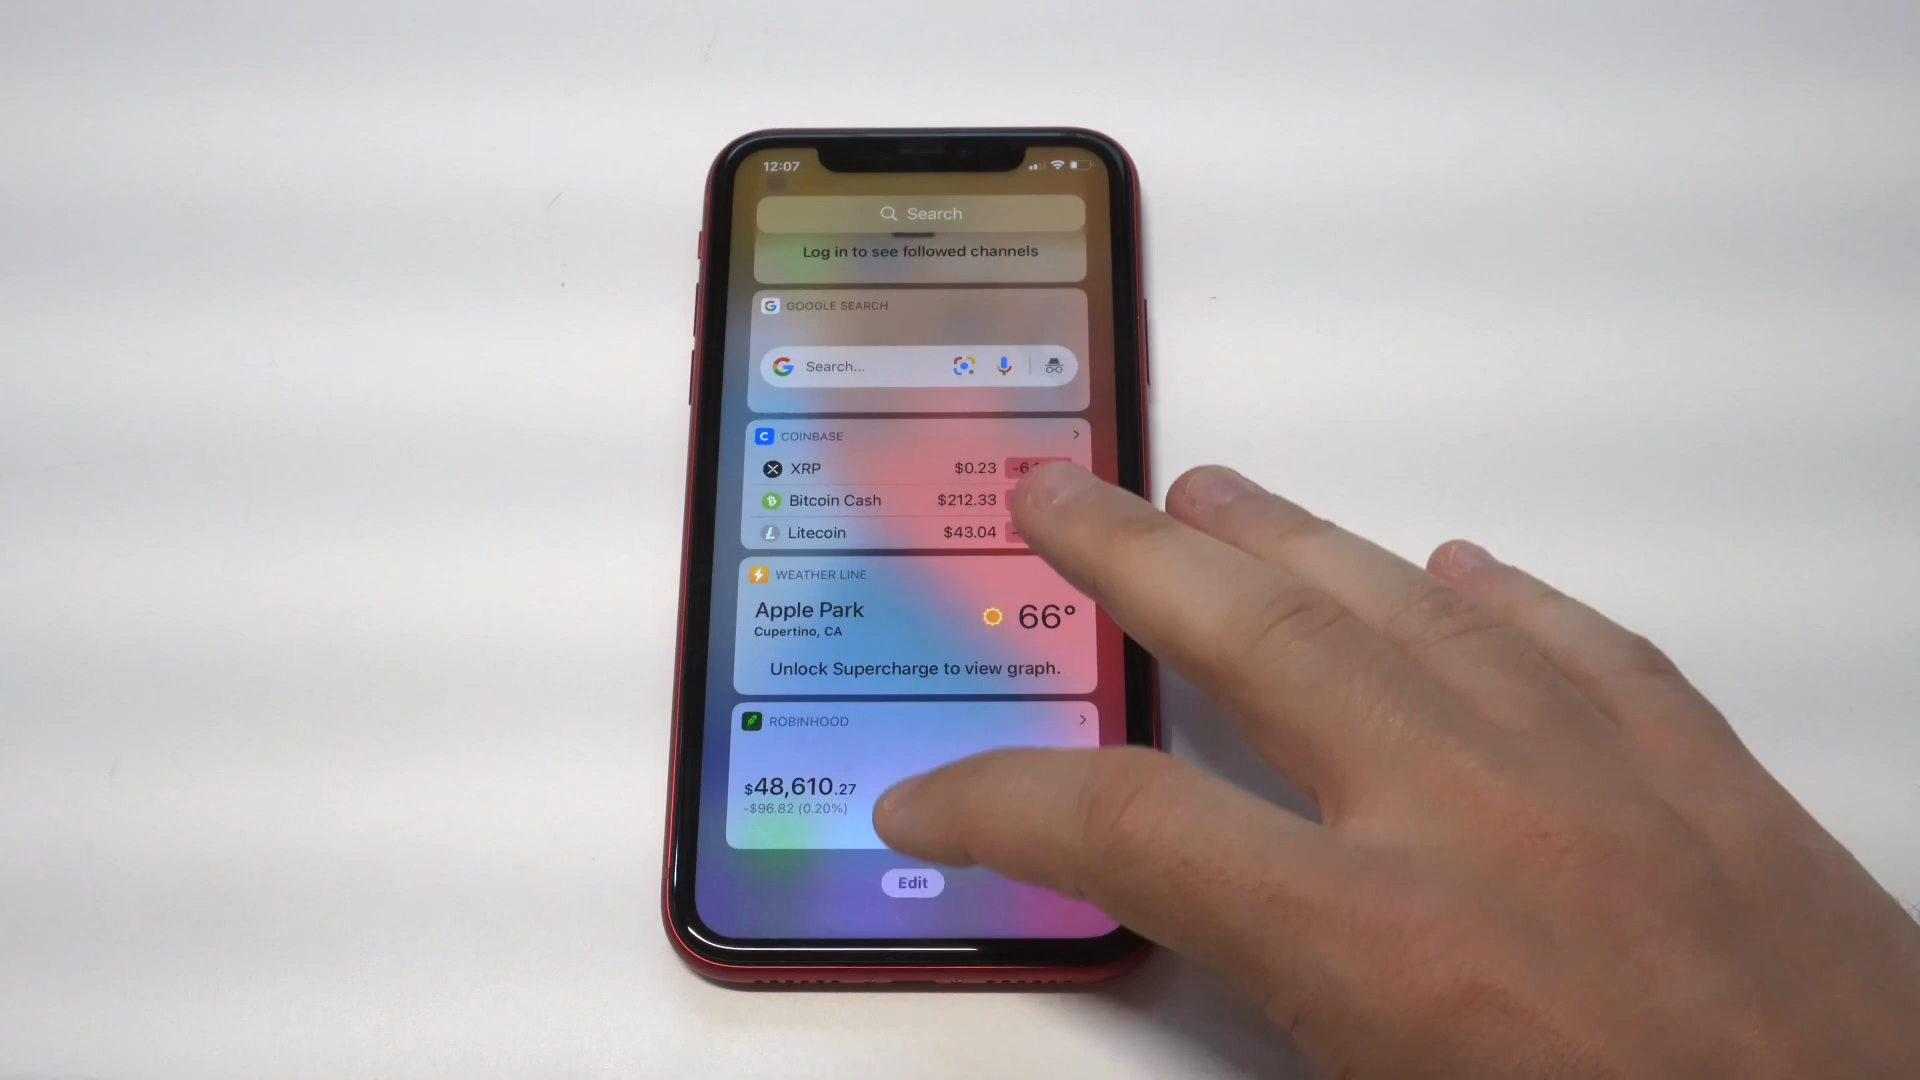 12:07
Search
Log in to see followed channels
GOOGLE SEARCH
Search...
COINBASE
XRP $0.23
Bitcoin Cash $212.33
Litecoin $43.04
WEATHER LINE
Apple Park
Cupertino, CA
66°
Unlock Supercharge to view graph.
ROBINHOOD
$48,610.27
-$96.82 (0.20%)
Edit